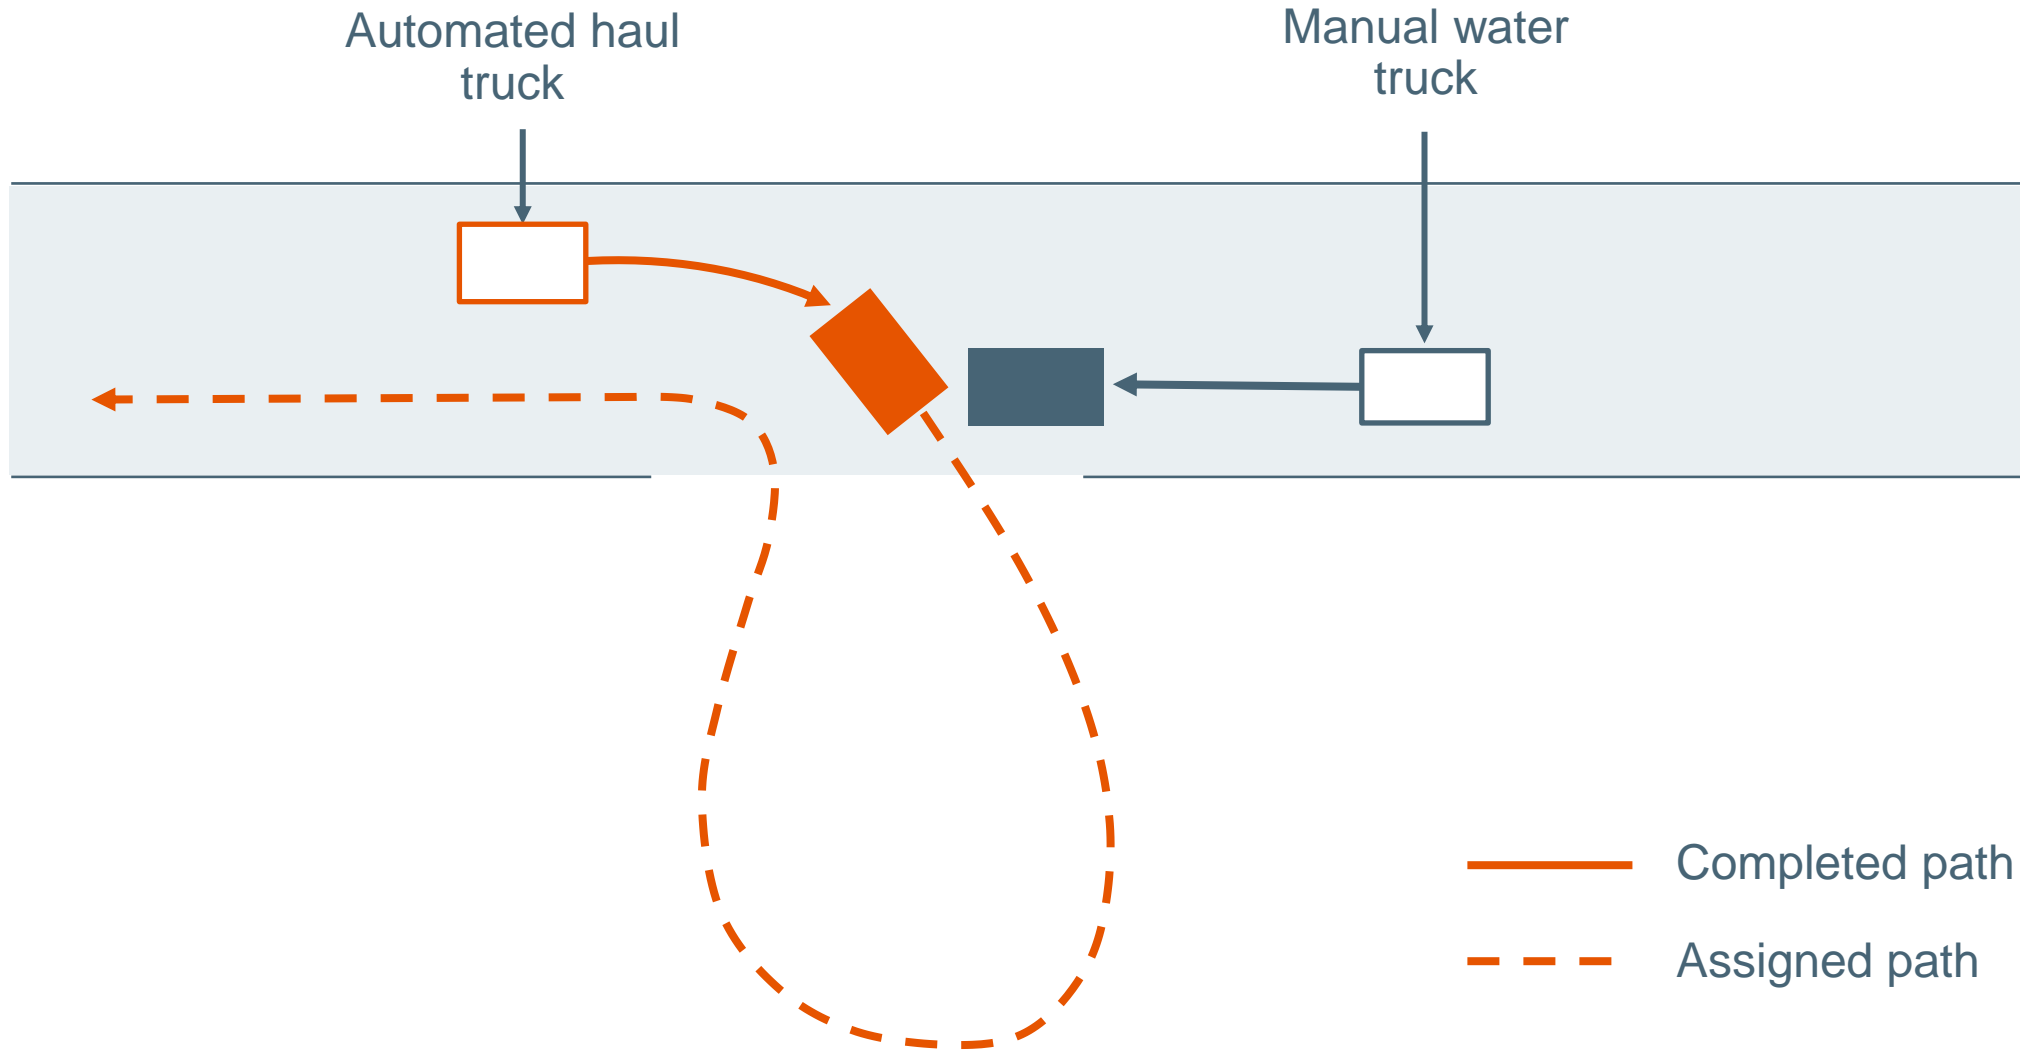 Automated haul
truck
Manual water
truck
Completed path
Assigned path